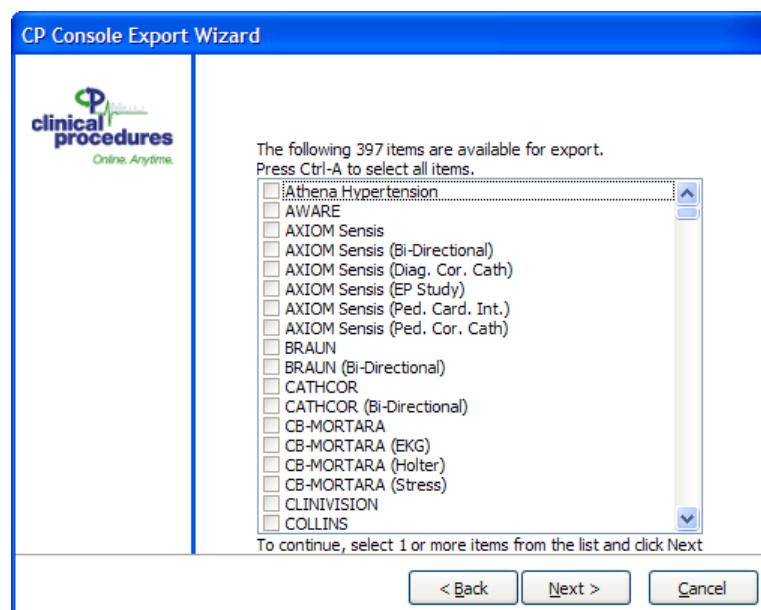 CP Console Export Wizard
CP
clinical
procedures
Online. Anytime.
The following 397 items are available for export.
Press Ctrl-A to select all items.
Athena Hypertension
AWARE
AXIOM Sensis
AXIOM Sensis (Bi-Directional)
AXIOM Sensis (Diag. Cor. Cath)
AXIOM Sensis (EP Study)
AXIOM Sensis (Ped. Card. Int.)
AXIOM Sensis (Ped. Cor. Cath)
BRAUN
BRAUN (Bi-Directional)
CATHCOR
CATHCOR (Bi-Directional)
CB-MORTARA
CB-MORTARA (EKG)
CB-MORTARA (Holter)
CB-MORTARA (Stress)
CLINIVISION
COLLINS
To continue, select 1 or more items from the list and click Next
< Back Next > Cancel